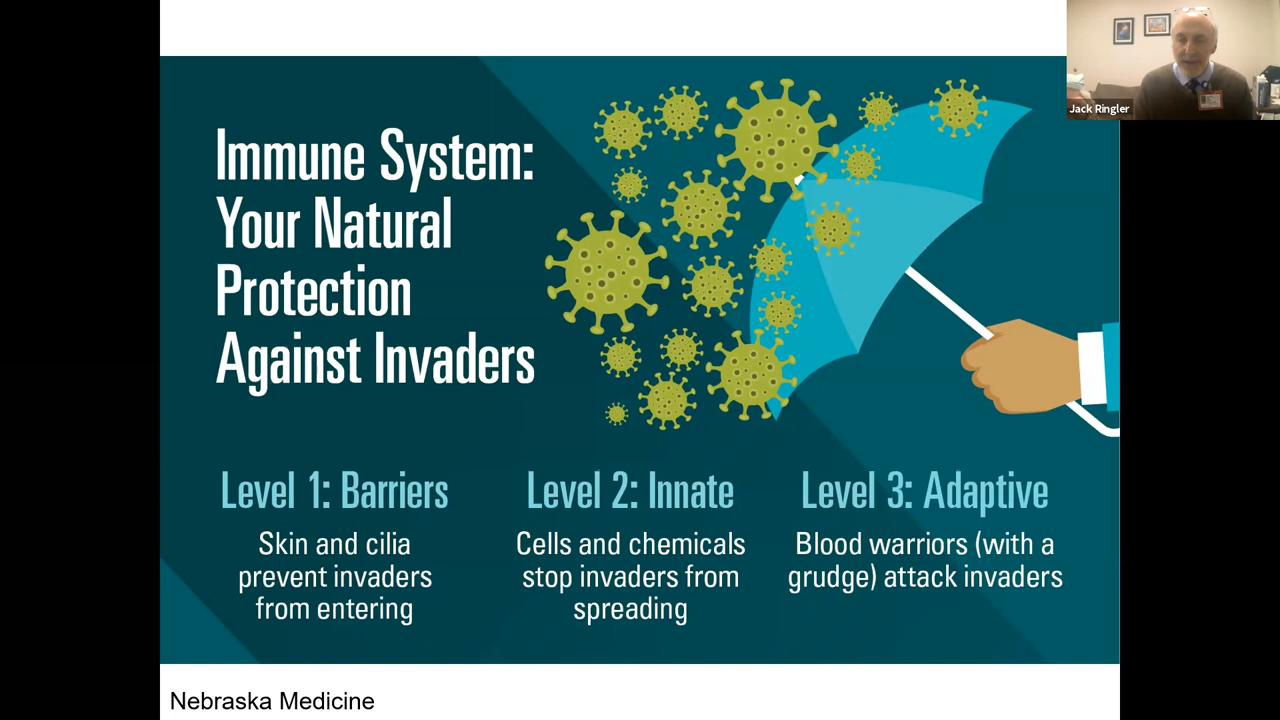 Jack Ringler
Immune System:
Your Natural
Protection
Against Invaders
Level 1: Barriers
Skin and cilia
prevent invaders
from entering
Level 2: Innate
Cells and chemicals
stop invaders from
spreading
Level 3: Adaptive
Blood warriors (with a
grudge) attack invaders
Nebraska Medicine